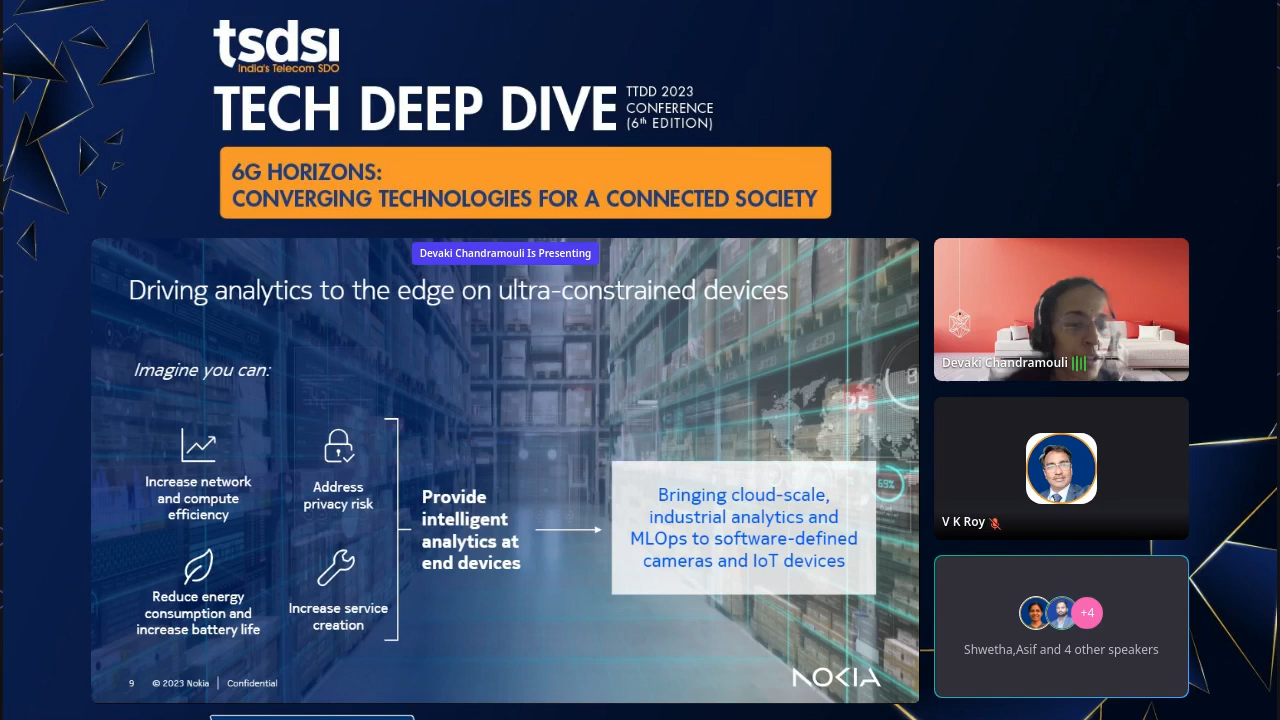 tsdsi
India's Telecom SDO
TECH DEEP DIVE
TTDD 2023
CONFERENCE
(6th EDITION)
6G HORIZONS:
CONVERGING TECHNOLOGIES FOR A CONNECTED SOCIETY
Devaki Chandramouli Is Presenting
Driving analytics to the edge on ultra-constrained devices
Imagine you can:
Increase network
and compute
efficiency
Address
privacy risk
Reduce energy
consumption and
increase battery life
Increase service
creation
Provide
intelligent
analytics at
end devices
Bringing cloud-scale,
industrial analytics and
MLOps to software-defined
cameras and IoT devices
26
69%
9 © 2023 Nokia | Confidential
NOKIA
Devaki Chandramouli
V K Roy
+4
Shwetha,Asif and 4 other speakers